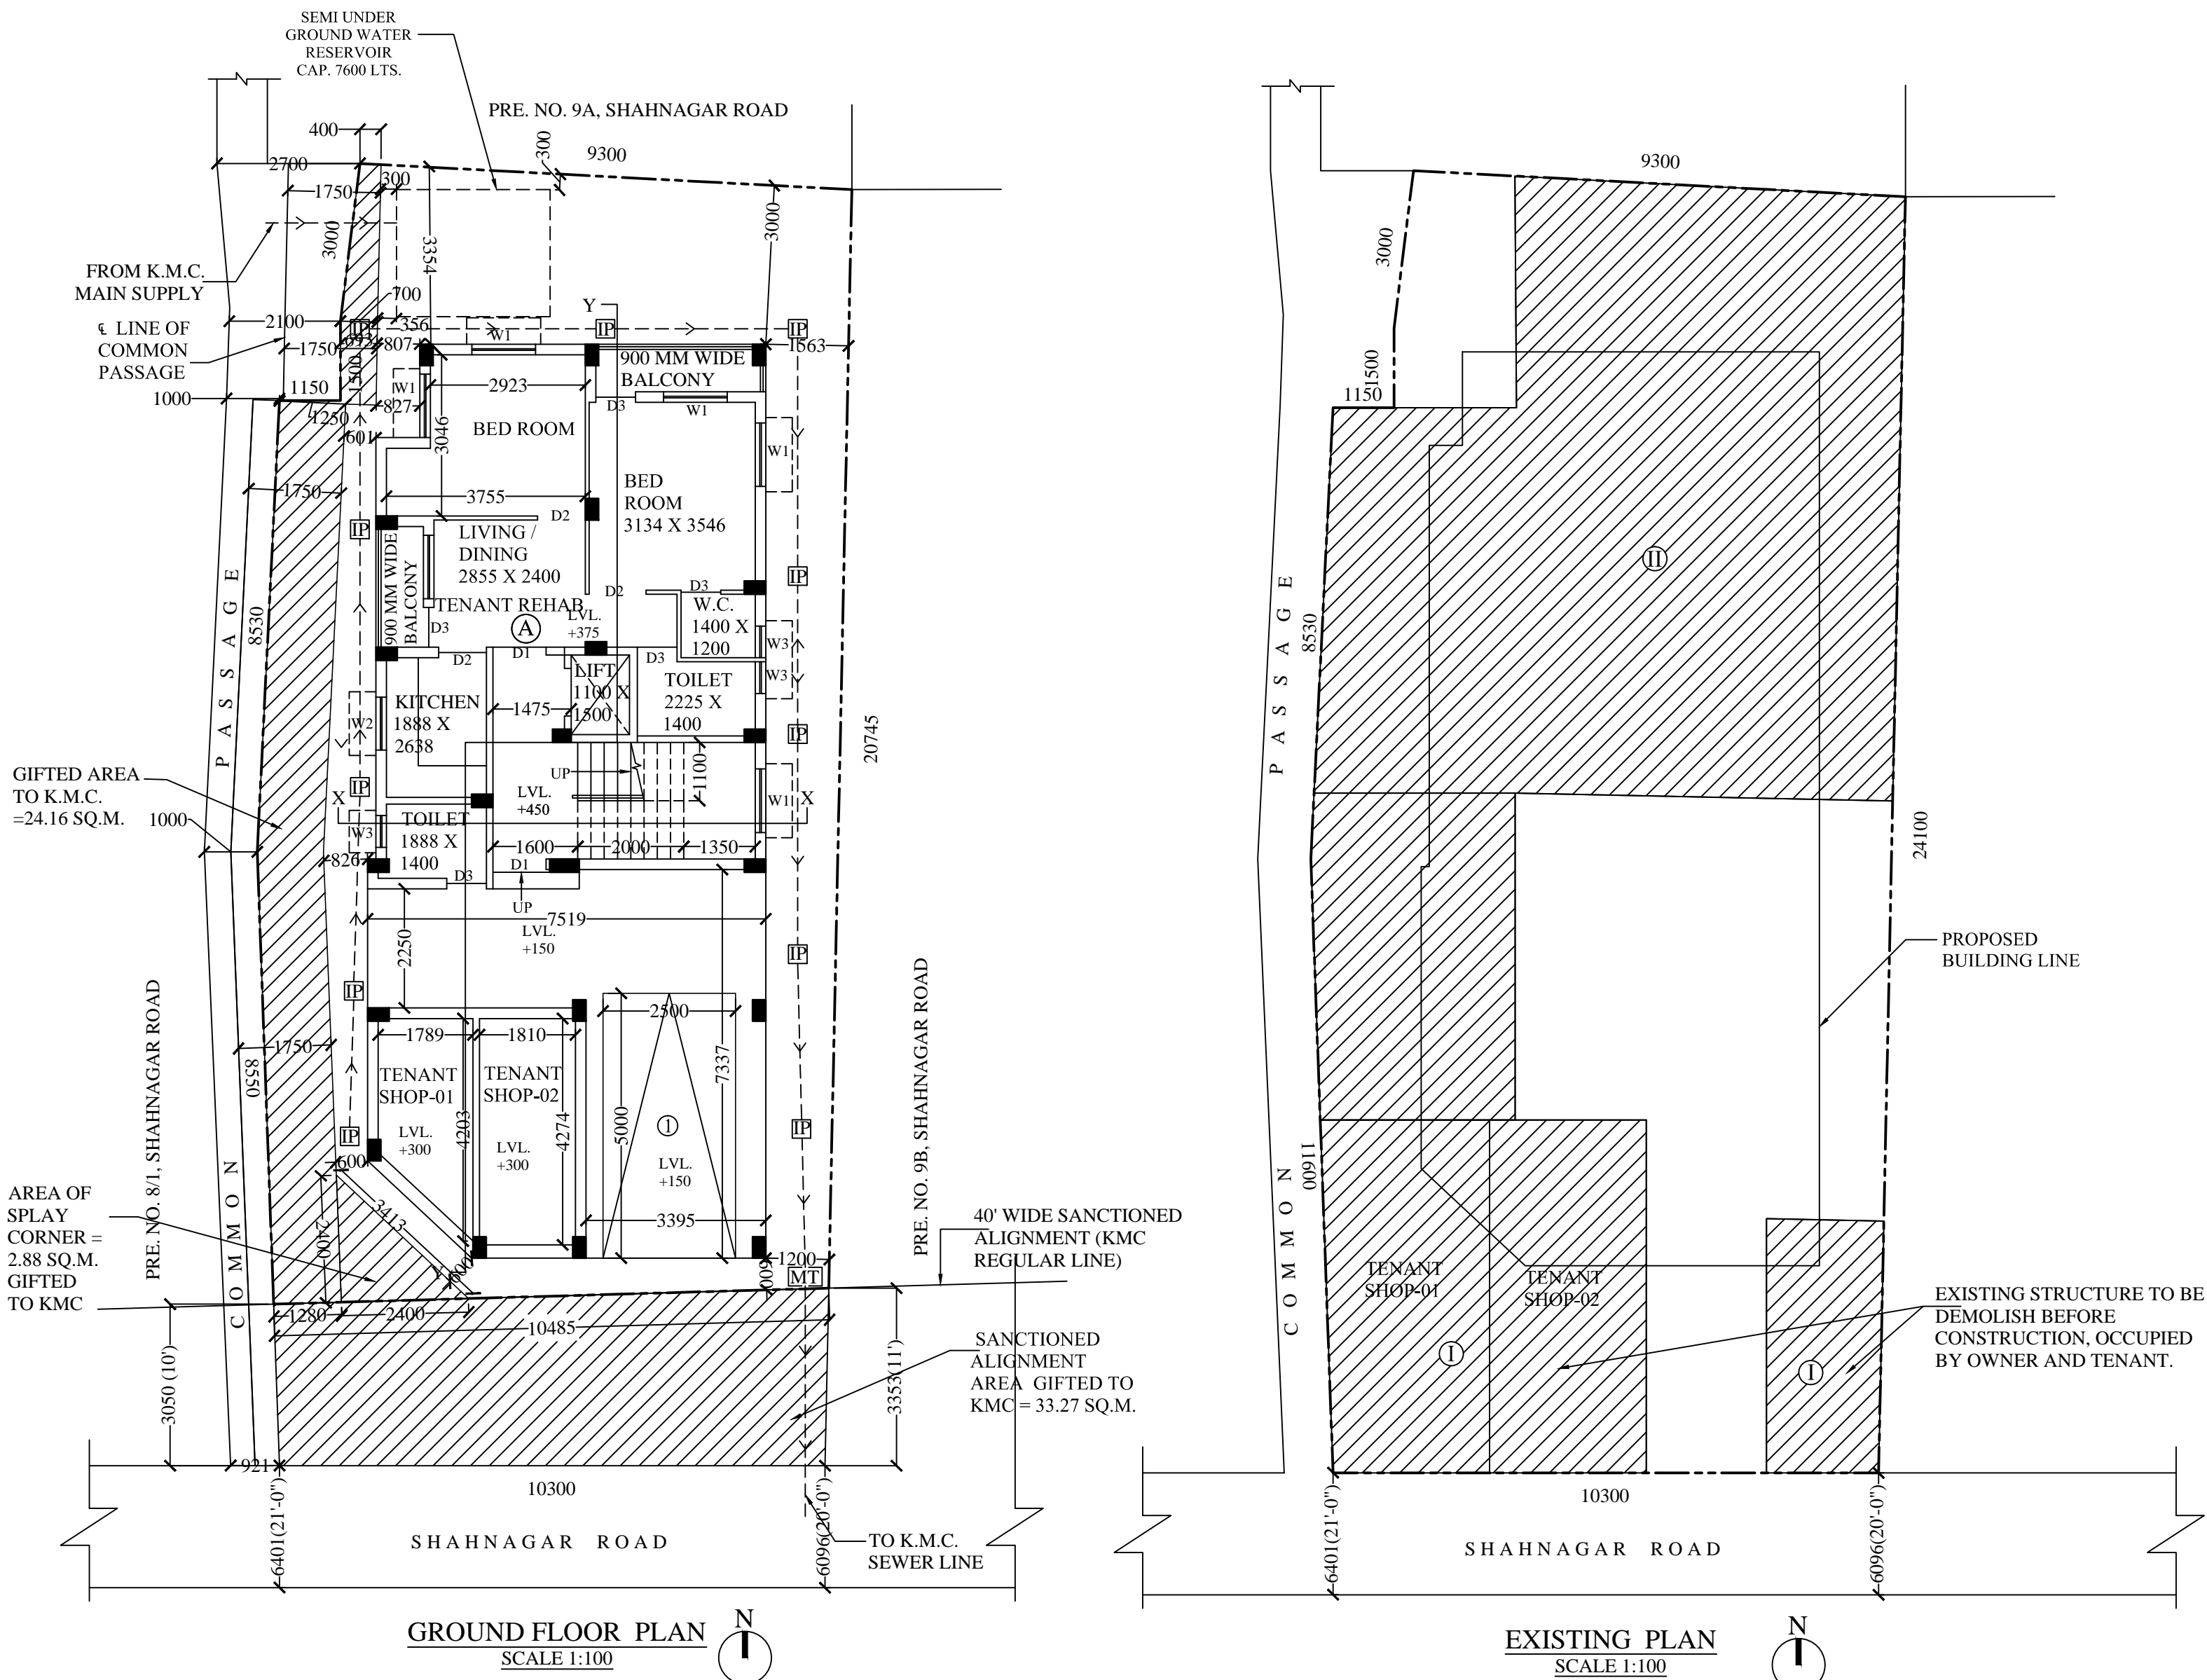 SEMI UNDER
GROUND WATER
RESERVOIR
CAP. 7600 LTS.
PRE. NO. 9A, SHAHNAGAR ROAD
400
2700
1750
300
300
9300
3000
3354
3000
FROM K.M.C.
MAIN SUPPLY
℄ LINE OF
COMMON
PASSAGE
700
2100
IP
356
W1
Y
IP
IP
1750
693
807
1563
900 MM WIDE
BALCONY
1500
1150
1000
1250
W1
827
601
2923
D3
W1
3046
BED ROOM
W1
1750
3755
BED
ROOM
3134 X 3546
IP
D2
LIVING /
DINING
2855 X 2400
900 MM WIDE
BALCONY
IP
D2
D3
TENANT REHAB
A
LVL.
+375
W.C.
1400 X
1200
D3
W3
8530
PASSAGE
D2
D1
D3
W3
LIFT
1100 X
1500
TOILET
2225 X
1400
KITCHEN
1888 X
2638
1475
W2
IP
20745
UP
1100
GIFTED AREA
TO K.M.C.
=24.16 SQ.M.
1000
IP
X
LVL.
+450
W1
X
W3
TOILET
1888 X
1400
826
1600
2000
1350
D1
D3
UP
7519
LVL.
+150
2250
IP
IP
PRE. NO. 8/1, SHAHNAGAR ROAD
PRE. NO. 9B, SHAHNAGAR ROAD
1789
1810
2500
1750
8550
TENANT
SHOP-01
TENANT
SHOP-02
7337
4203
4274
5000
1
IP
IP
LVL.
+300
LVL.
+300
LVL.
+150
600
AREA OF
SPLAY
CORNER =
2.88 SQ.M.
GIFTED
TO KMC
3413
2400
3395
COMMON
Y
600
600
1200
MT
40' WIDE SANCTIONED
ALIGNMENT (KMC
REGULAR LINE)
1280
2400
10485
3050 (10')
3353(11')
SANCTIONED
ALIGNMENT
AREA GIFTED TO
KMC = 33.27 SQ.M.
921
10300
6401(21'-0")
6096(20'-0")
SHAHNAGAR ROAD
TO K.M.C.
SEWER LINE
GROUND FLOOR PLAN
SCALE 1:100
N
9300
3000
1500
1150
II
PASSAGE
8530
24100
PROPOSED
BUILDING LINE
11600
COMMON
TENANT
SHOP-01
TENANT
SHOP-02
I
I
EXISTING STRUCTURE TO BE
DEMOLISH BEFORE
CONSTRUCTION, OCCUPIED
BY OWNER AND TENANT.
10300
6401(21'-0")
6096(20'-0")
SHAHNAGAR ROAD
EXISTING PLAN
SCALE 1:100
N